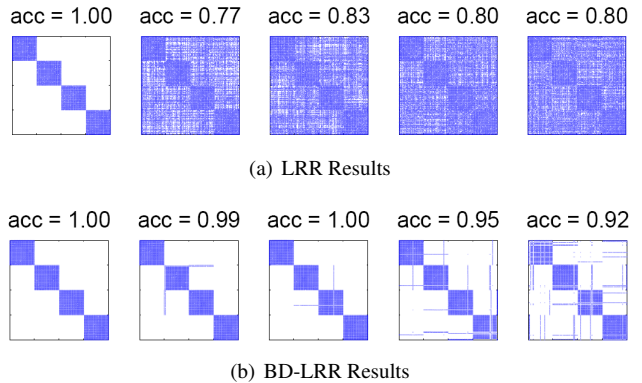 acc = 1.00 acc = 0.77 acc = 0.83 acc = 0.80 acc = 0.80
(a) LRR Results
acc = 1.00 acc = 0.99 acc = 1.00 acc = 0.95 acc = 0.92
(b) BD-LRR Results